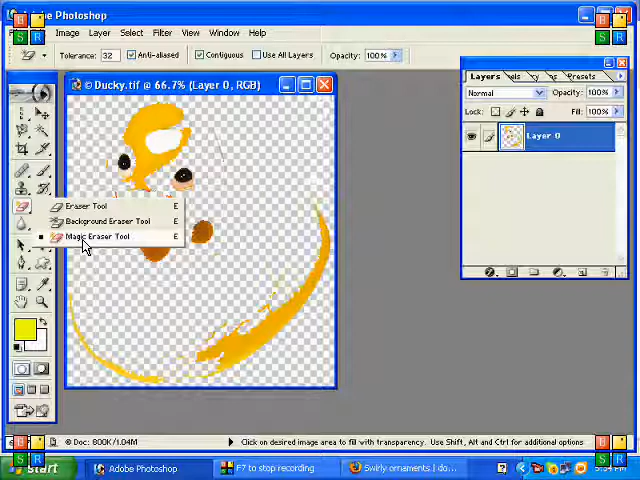 B
S R
Adobe Photoshop
B
S R
Image Layer Select Filter View Window Help
Tolerance: 32 Anti-aliased Contiguous Use All Layers Opacity: 100%
© Ducky.tif @ 66.7% (Layer 0, RGB)
Layers Presets
Normal Opacity: 100%
Lock: Fill: 100%
Layer 0
Eraser Tool E
Background Eraser Tool E
Magic Eraser Tool E
Doc: 800K/1.04M Click on desired image area to fill with transparency. Use Shift, Alt and Ctrl for additional options
B
S R
start Adobe Photoshop F7 to stop recording Swirly ornaments | do...
B
S R